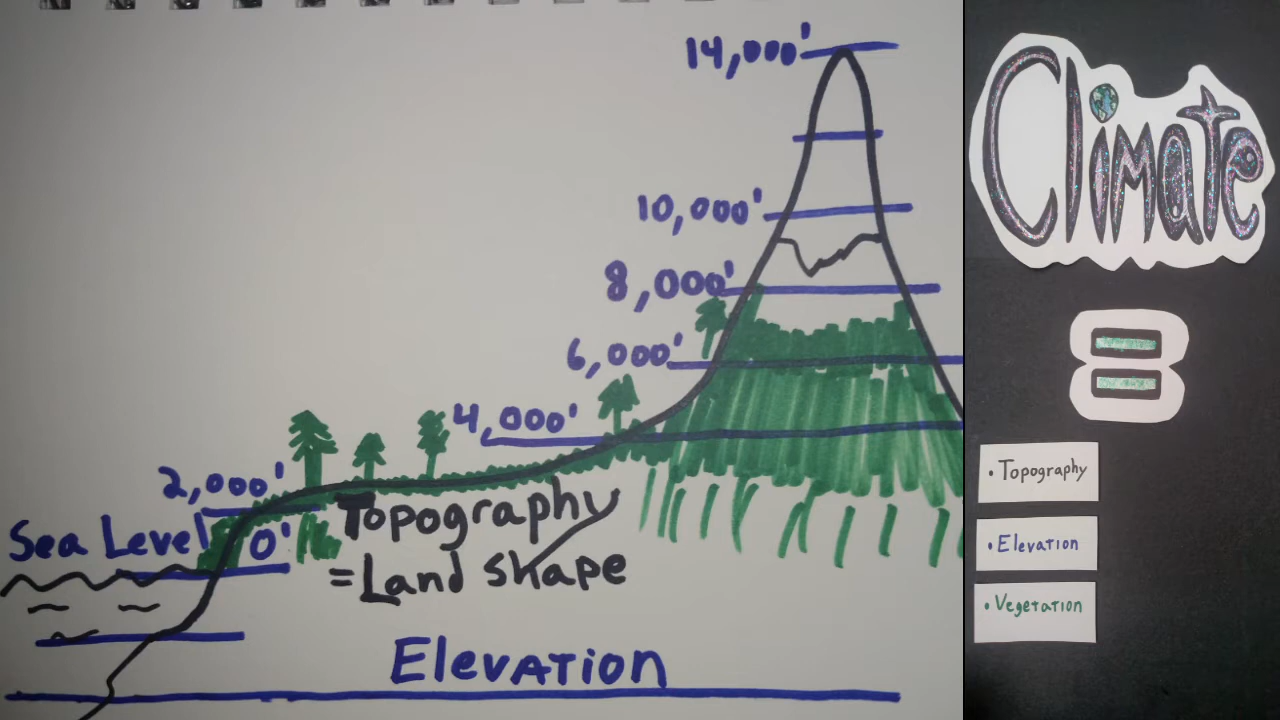 14,000'
10,000'
8,000'
6,000'
4,000'
2,000'
Sea Level 0'
Topography
=Land shape
Elevation
Climate
=
• Topography
• Elevation
• Vegetation